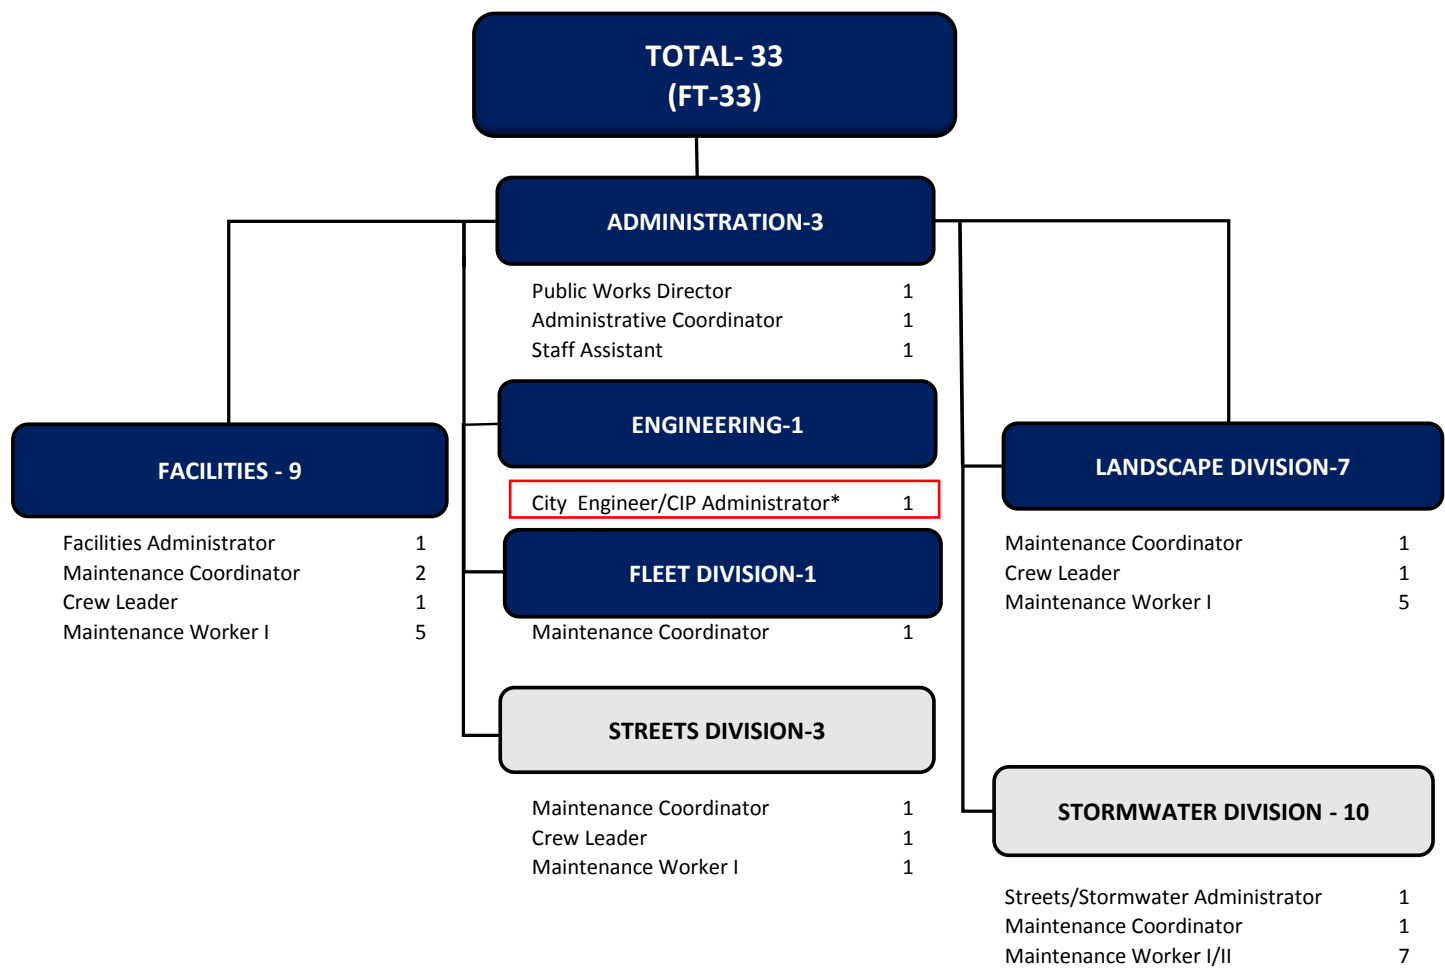 TOTAL- 33
(FT-33)
ADMINISTRATION-3
Public Works Director 1
Administrative Coordinator 1
Staff Assistant 1
ENGINEERING-1
City  Engineer/CIP Administrator* 1
FACILITIES - 9
Facilities Administrator 1
Maintenance Coordinator 2
Crew Leader 1
Maintenance Worker I 5
FLEET DIVISION-1
Maintenance Coordinator 1
STREETS DIVISION-3
Maintenance Coordinator 1
Crew Leader 1
Maintenance Worker I 1
LANDSCAPE DIVISION-7
Maintenance Coordinator 1
Crew Leader 1
Maintenance Worker I 5
STORMWATER DIVISION - 10
Streets/Stormwater Administrator 1
Maintenance Coordinator 1
Maintenance Worker I/II 7